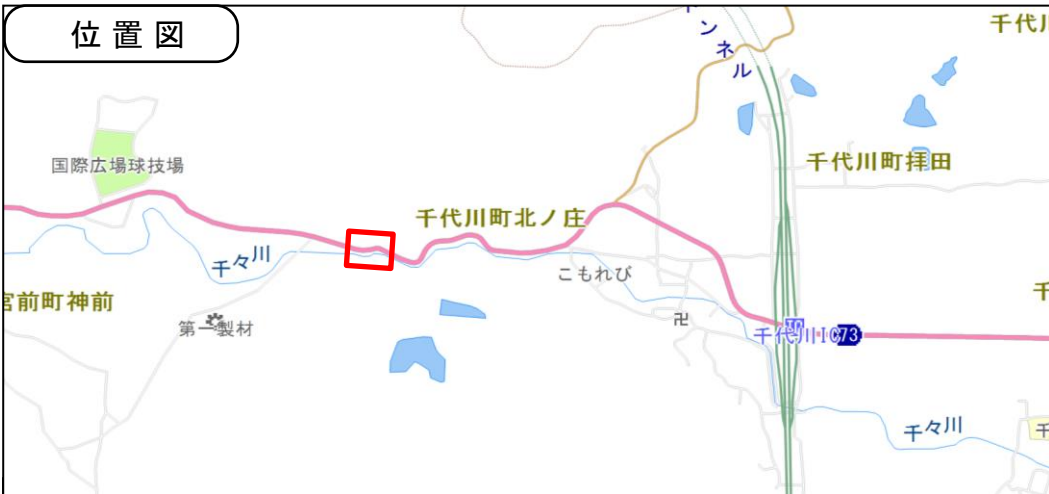 位置図
トンネル
千代川
国際広場球技場
千代川町拝田
千代川町北ノ庄
千々川
こもれび
宮前町神前
千
第一製材
卍
千代川IC
73
千々川
千